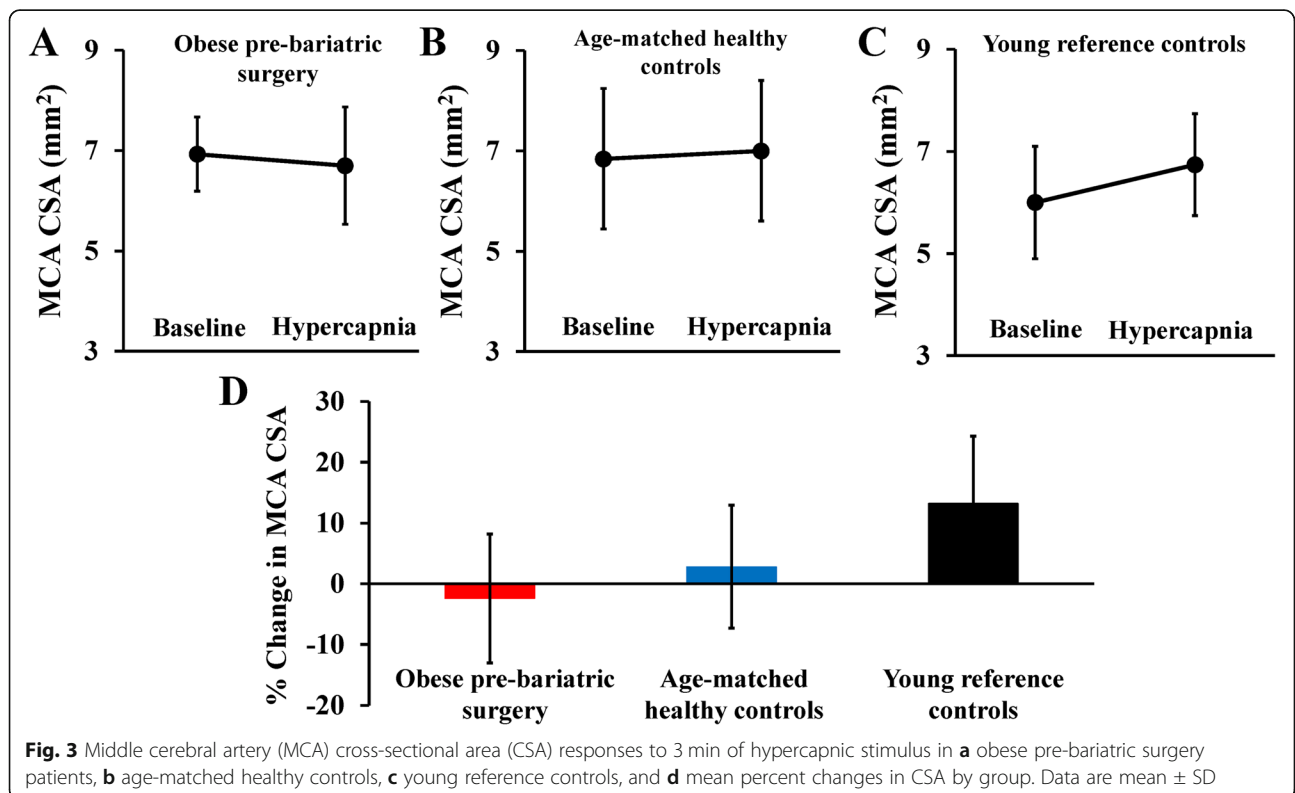 A
Obese pre-bariatric
surgery
MCA CSA (mm²)
9
7
5
3
Baseline Hypercapnia
B
Age-matched healthy
controls
MCA CSA (mm²)
9
7
5
3
Baseline Hypercapnia
C
Young reference controls
MCA CSA (mm²)
9
7
5
3
Baseline Hypercapnia
D
% Change in MCA CSA
30
20
10
0
-10
-20
Obese pre-bariatric
surgery
Age-matched
healthy controls
Young reference
controls
Fig. 3 Middle cerebral artery (MCA) cross-sectional area (CSA) responses to 3 min of hypercapnic stimulus in a obese pre-bariatric surgery
patients, b age-matched healthy controls, c young reference controls, and d mean percent changes in CSA by group. Data are mean ± SD